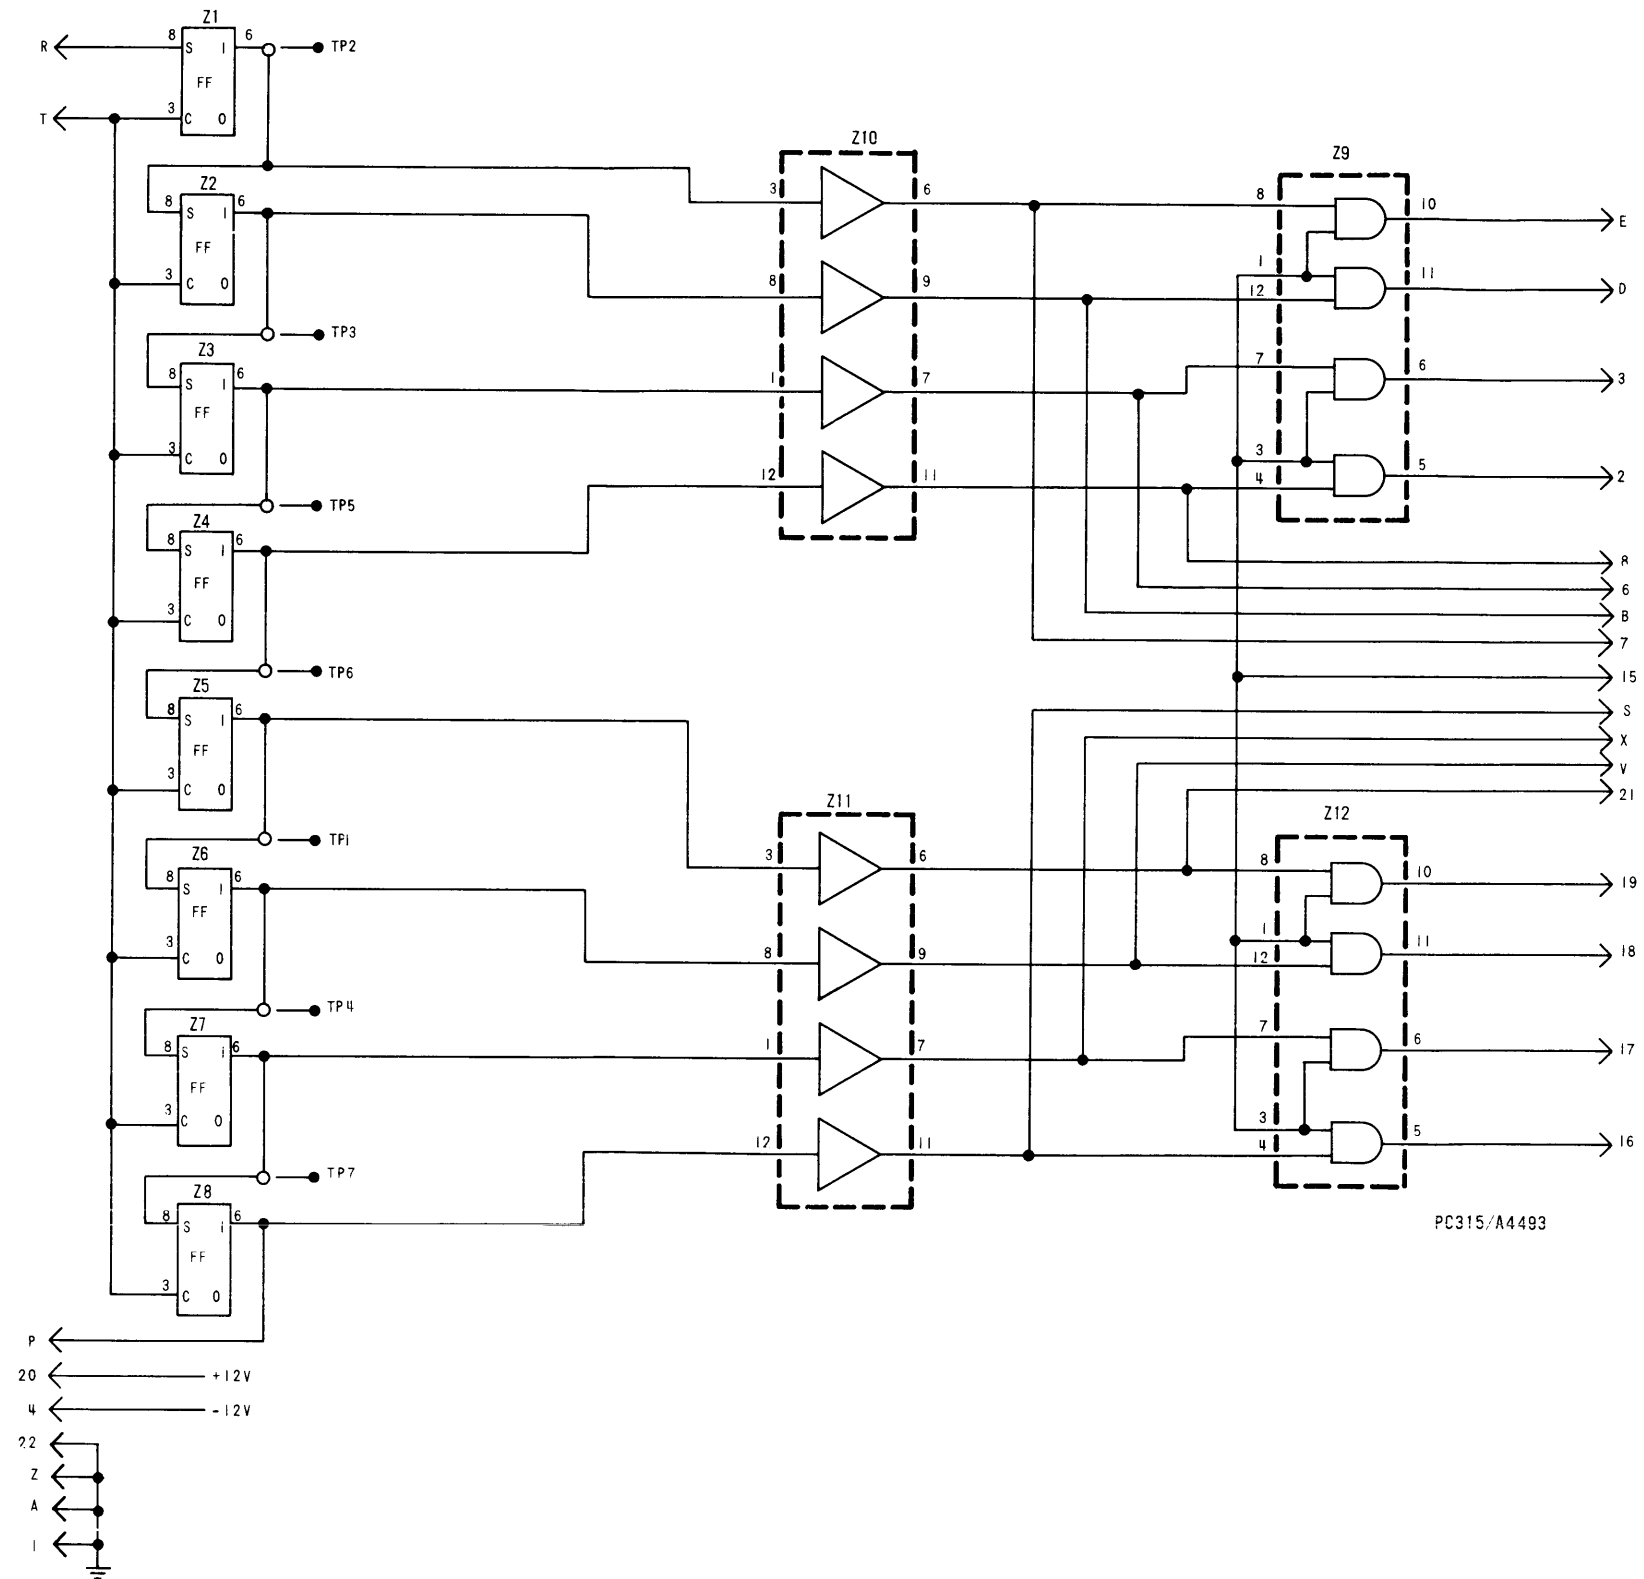 Z1
R 8 S 1 6 TP2
FF
T 3 C 0
Z10
Z9
Z2
8 S 1 6
FF
3 C 0
3 6 8 10 E
1 11 D
8 9 12
TP3
Z3
8 S 1 6
FF
3 C 0
1 7 7 6 3
TP5
12 11 3 4 5 2
Z4
8 S 1 6
FF
3 C 0
8
6
B
7
TP6
15
Z5
8 S 1 6
FF
3 C 0
S
X
V
21
Z11
Z12
TP1
Z6
8 S 1 6
FF
3 C 0
3 6 8 10 19
1 11 18
8 9 12
TP4
Z7
8 S 1 6
FF
3 C 0
1 7 7 6 17
12 11 3 4 5 16
TP7
Z8
8 S 1 6
FF
3 C 0
PC315/A4493
P
20 +12V
4 -12V
22
Z
A
1